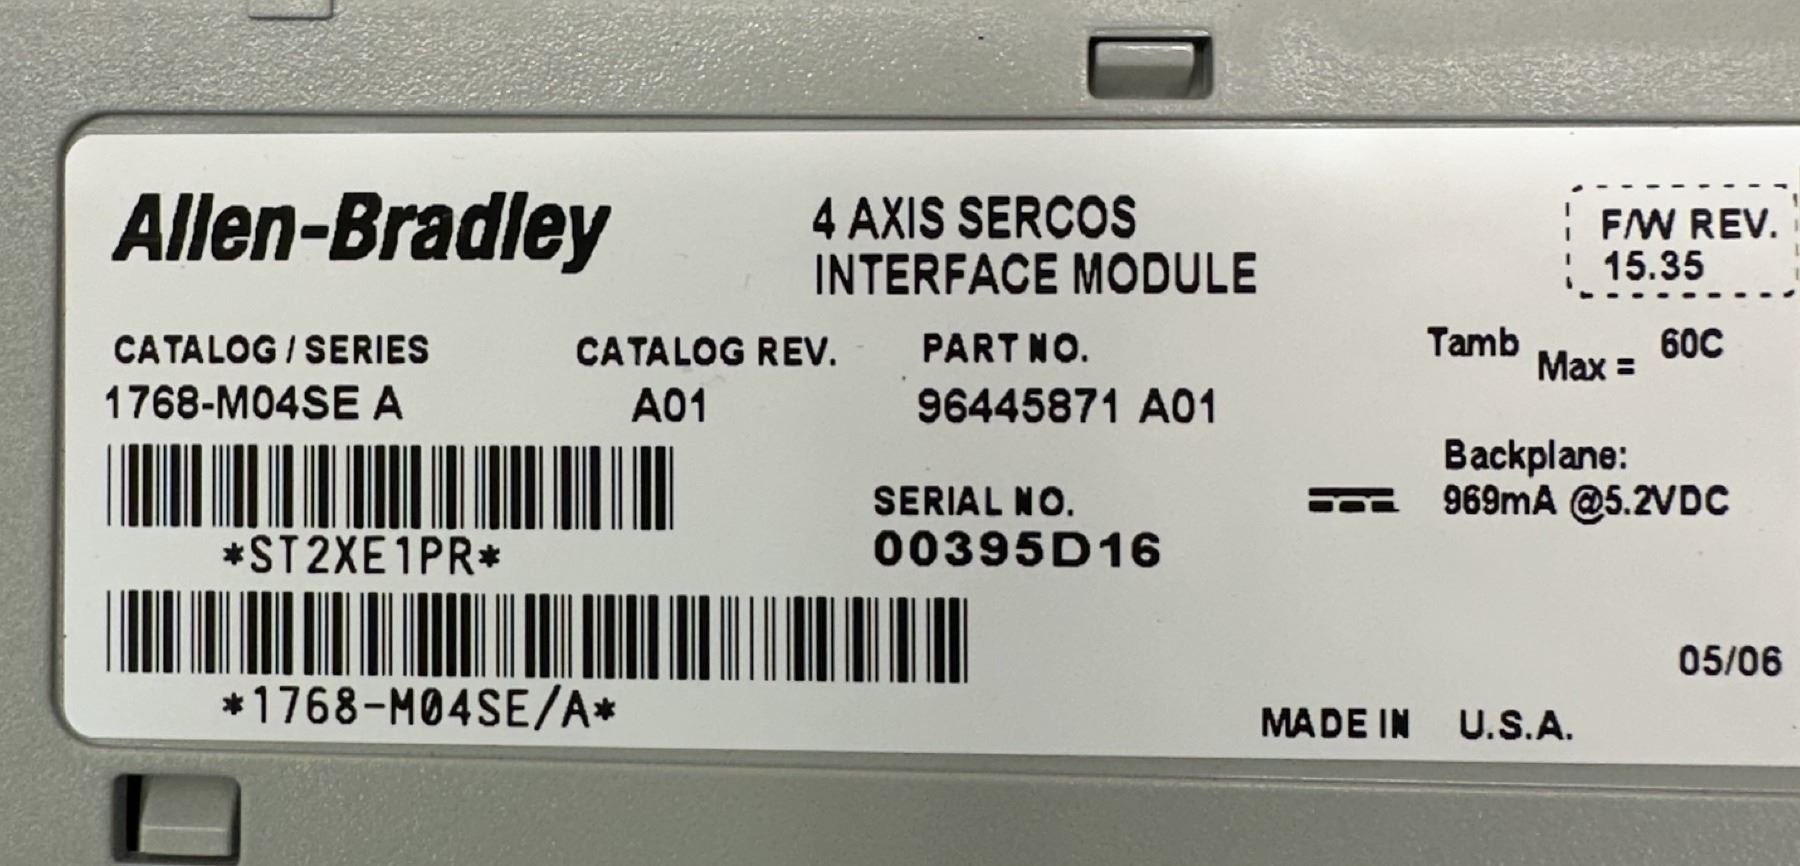 Allen-Bradley
4 AXIS SERCOS
INTERFACE MODULE
F/W REV.
15.35
CATALOG / SERIES
1768-M04SE A
CATALOG REV.
A01
PART NO.
96445871 A01
Tamb Max = 60C
*ST2XE1PR*
SERIAL NO.
00395D16
Backplane:
969mA @5.2VDC
*1768-M04SE/A*
05/06
MADE IN U.S.A.